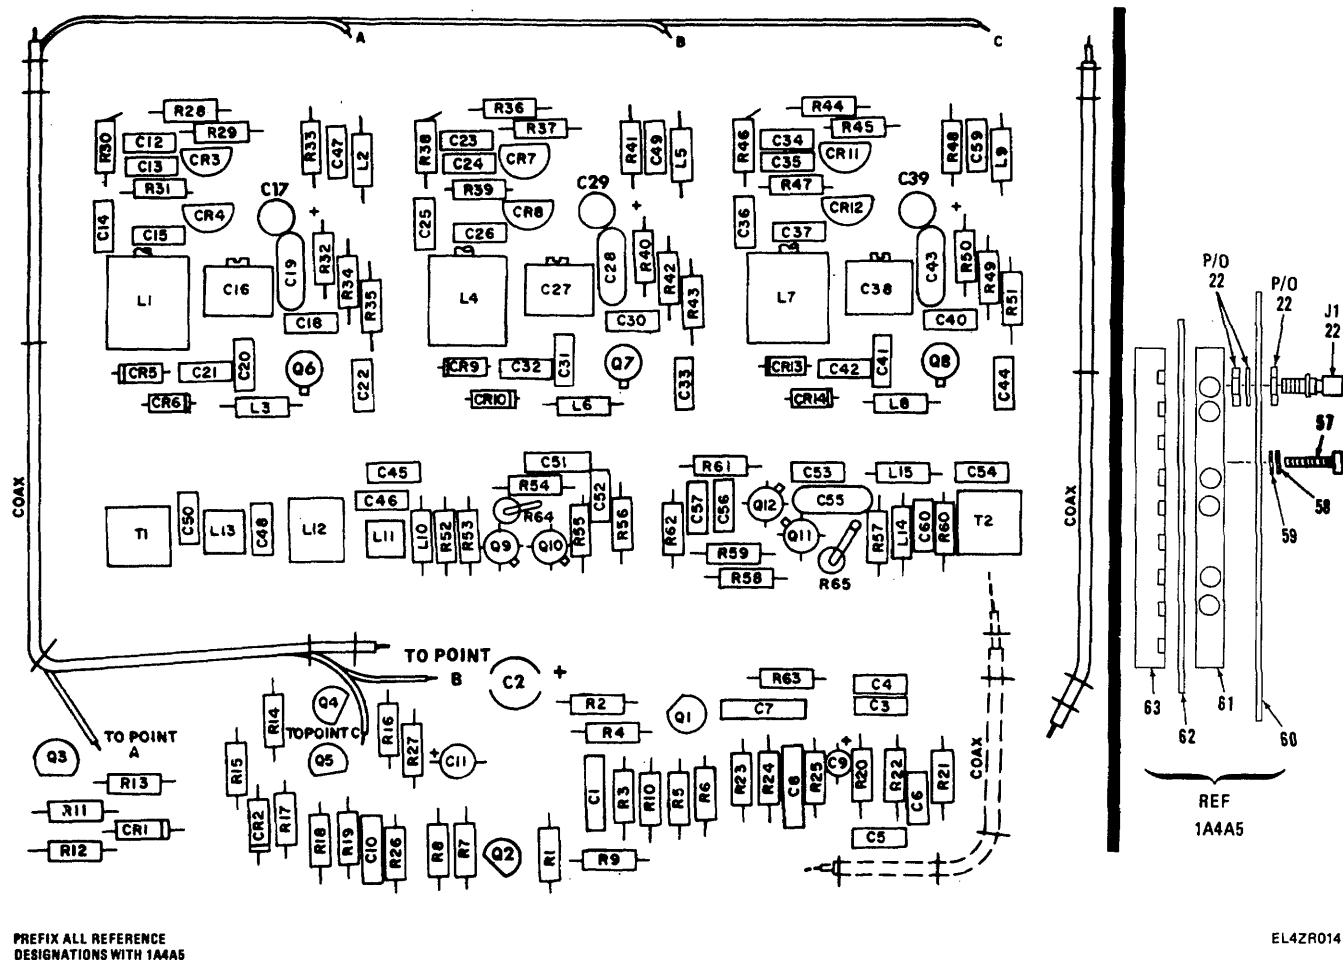 A
B
C
R28
R36
R44
R30
C12
R29
R33
C47
L2
R38
C23
R37
R41
C49
L5
R46
C34
R45
R48
C59
L9
C13
CR3
C24
CR7
C35
CR11
R31
C17
R39
C29
R47
C39
C14
CR4
+
C25
CR8
+
C36
CR12
+
C15
C19
R32
R34
R35
C26
C28
R40
R42
R43
C37
C43
R50
R49
R51
L1
C16
C18
L4
C27
C30
L7
C38
C40
CR5
C21
C20
Q6
C22
CR9
C32
C31
Q7
C33
CR13
C42
C41
Q8
C44
CR6
L3
CR10
L6
CR14
L8
COAX
C45
C51
R61
C53
L15
C54
C46
R54
C52
R56
C57
C56
Q12
C55
T1
C50
L13
C48
L12
L11
L10
R52
R53
R64
Q9
Q10
R55
R62
Q11
R57
L14
C60
R60
T2
R59
R58
R65
COAX
TO POINT
B
C2
+
R63
C4
C3
Q4
R14
R16
R2
Q1
C7
R4
TO POINT C
TO POINT
A
Q3
R15
Q5
R27
+
C11
R13
R11
CR1
R12
CR2
R17
R18
R19
C10
R26
R8
R7
Q2
R1
C1
R3
R10
R5
R6
R9
R23
R24
C8
R25
+
C9
R20
R22
C6
R21
C5
COAX
P/O
22
P/O
22
J1
22
57
58
59
63
62
61
60
REF
1A4A5
PREFIX ALL REFERENCE
DESIGNATIONS WITH 1A4A5
EL4ZR014